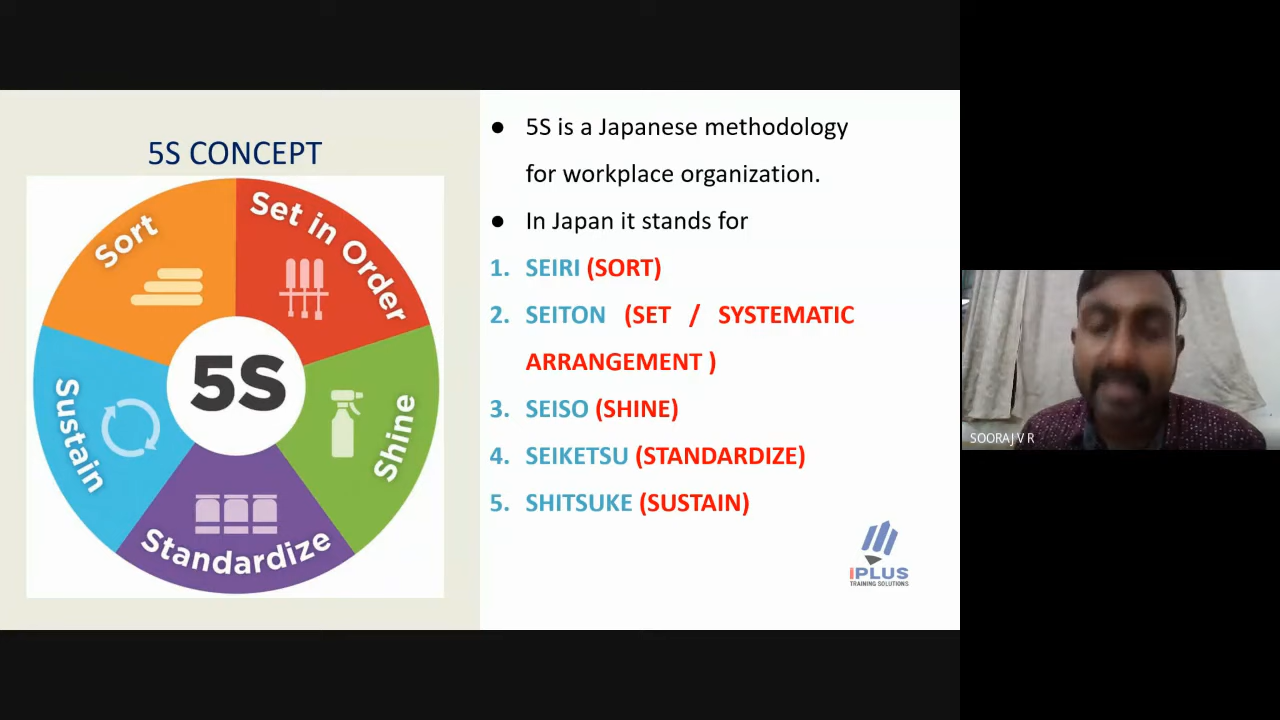 5S CONCEPT
Sort
Set in Order
Shine
Standardize
Sustain
5S
● 5S is a Japanese methodology
for workplace organization.
● In Japan it stands for
1. SEIRI (SORT)
2. SEITON (SET / SYSTEMATIC
ARRANGEMENT )
3. SEISO (SHINE)
4. SEIKETSU (STANDARDIZE)
5. SHITSUKE (SUSTAIN)
IPLUS
TRAINING SOLUTIONS
SOORAJ V R